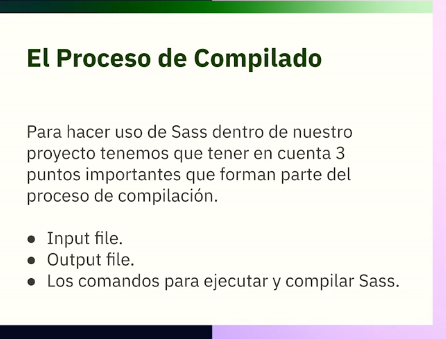 El Proceso de Compilado
Para hacer uso de Sass dentro de nuestro
proyecto tenemos que tener en cuenta 3
puntos importantes que forman parte del
proceso de compilación.
● Input file.
● Output file.
● Los comandos para ejecutar y compilar Sass.